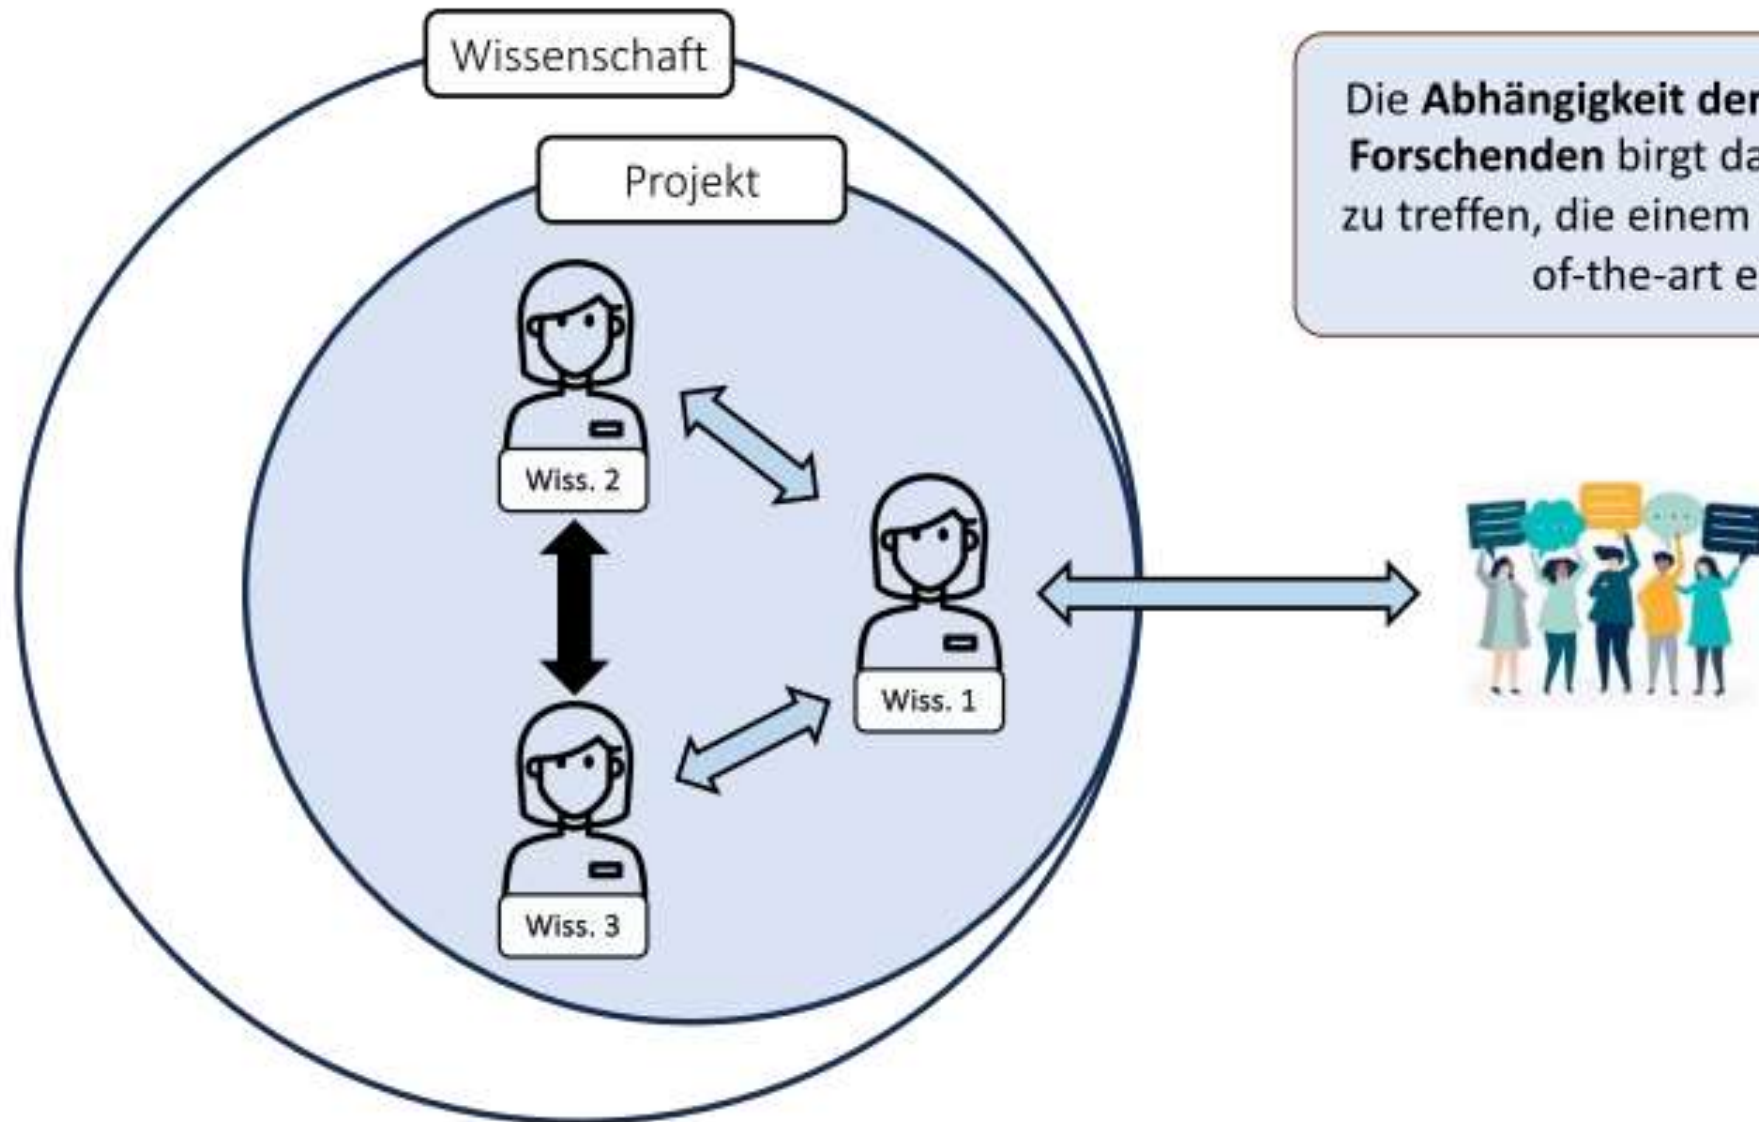 Wissenschaft
Projekt
Die Abhängigkeit der
Forschenden birgt da
zu treffen, die einem
of-the-art e
Wiss. 2
Wiss. 1
Wiss. 3